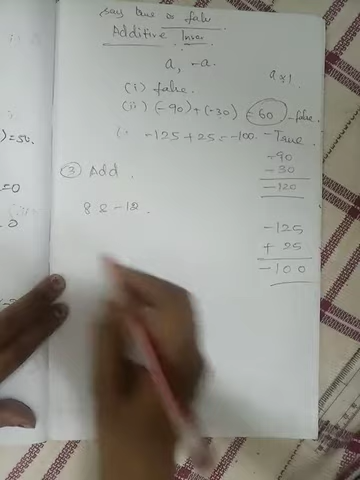 say true or false
Additive Inver
a, -a.
a × 1
(i) false.
(ii) (-90)+(-30) = 60 -false.
-125 + 25 = -100. -True
-90
-30
-120
③ Add.
8 & -12.
-125
+ 25
-100
)=50.
=0